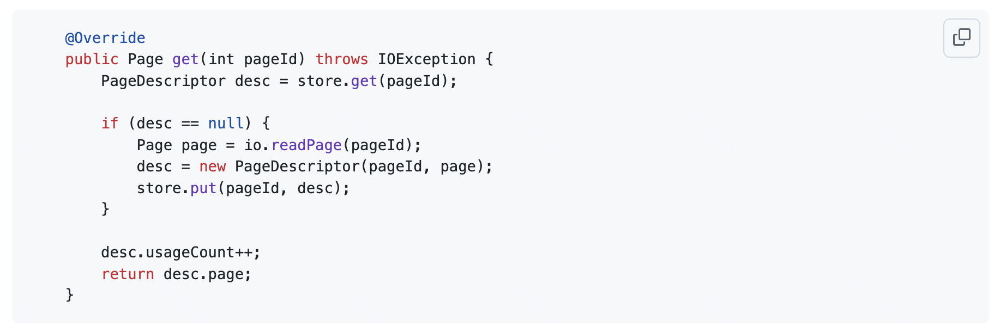 @Override
public Page get(int pageId) throws IOException {
    PageDescriptor desc = store.get(pageId);

    if (desc == null) {
        Page page = io.readPage(pageId);
        desc = new PageDescriptor(pageId, page);
        store.put(pageId, desc);
    }

    desc.usageCount++;
    return desc.page;
}